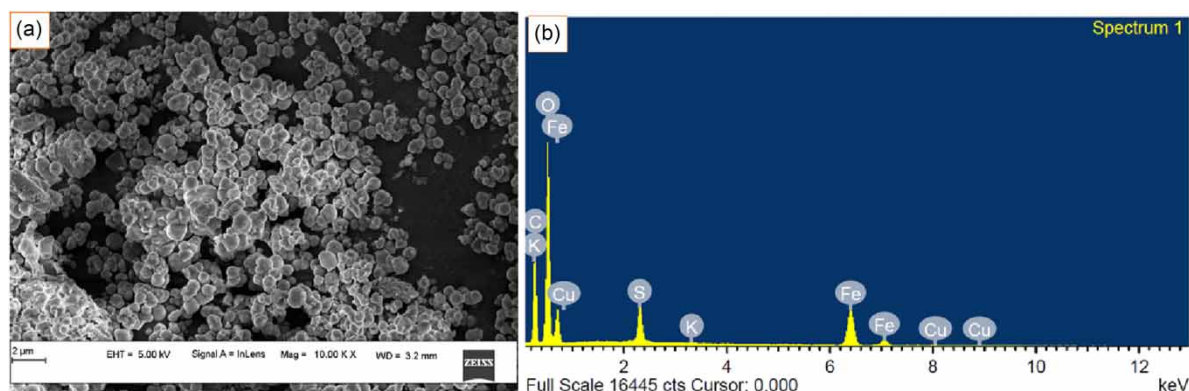 (a)
2 µm
EHT = 5.00 kV Signal A = InLens Mag = 10.00 K X WD = 3.2 mm
ZEISS
(b)
Spectrum 1
O
Fe
C
K
Cu
S
K
Fe
Fe
Cu
Cu
2 4 6 8 10 12
Full Scale 16445 cts Cursor: 0.000 keV